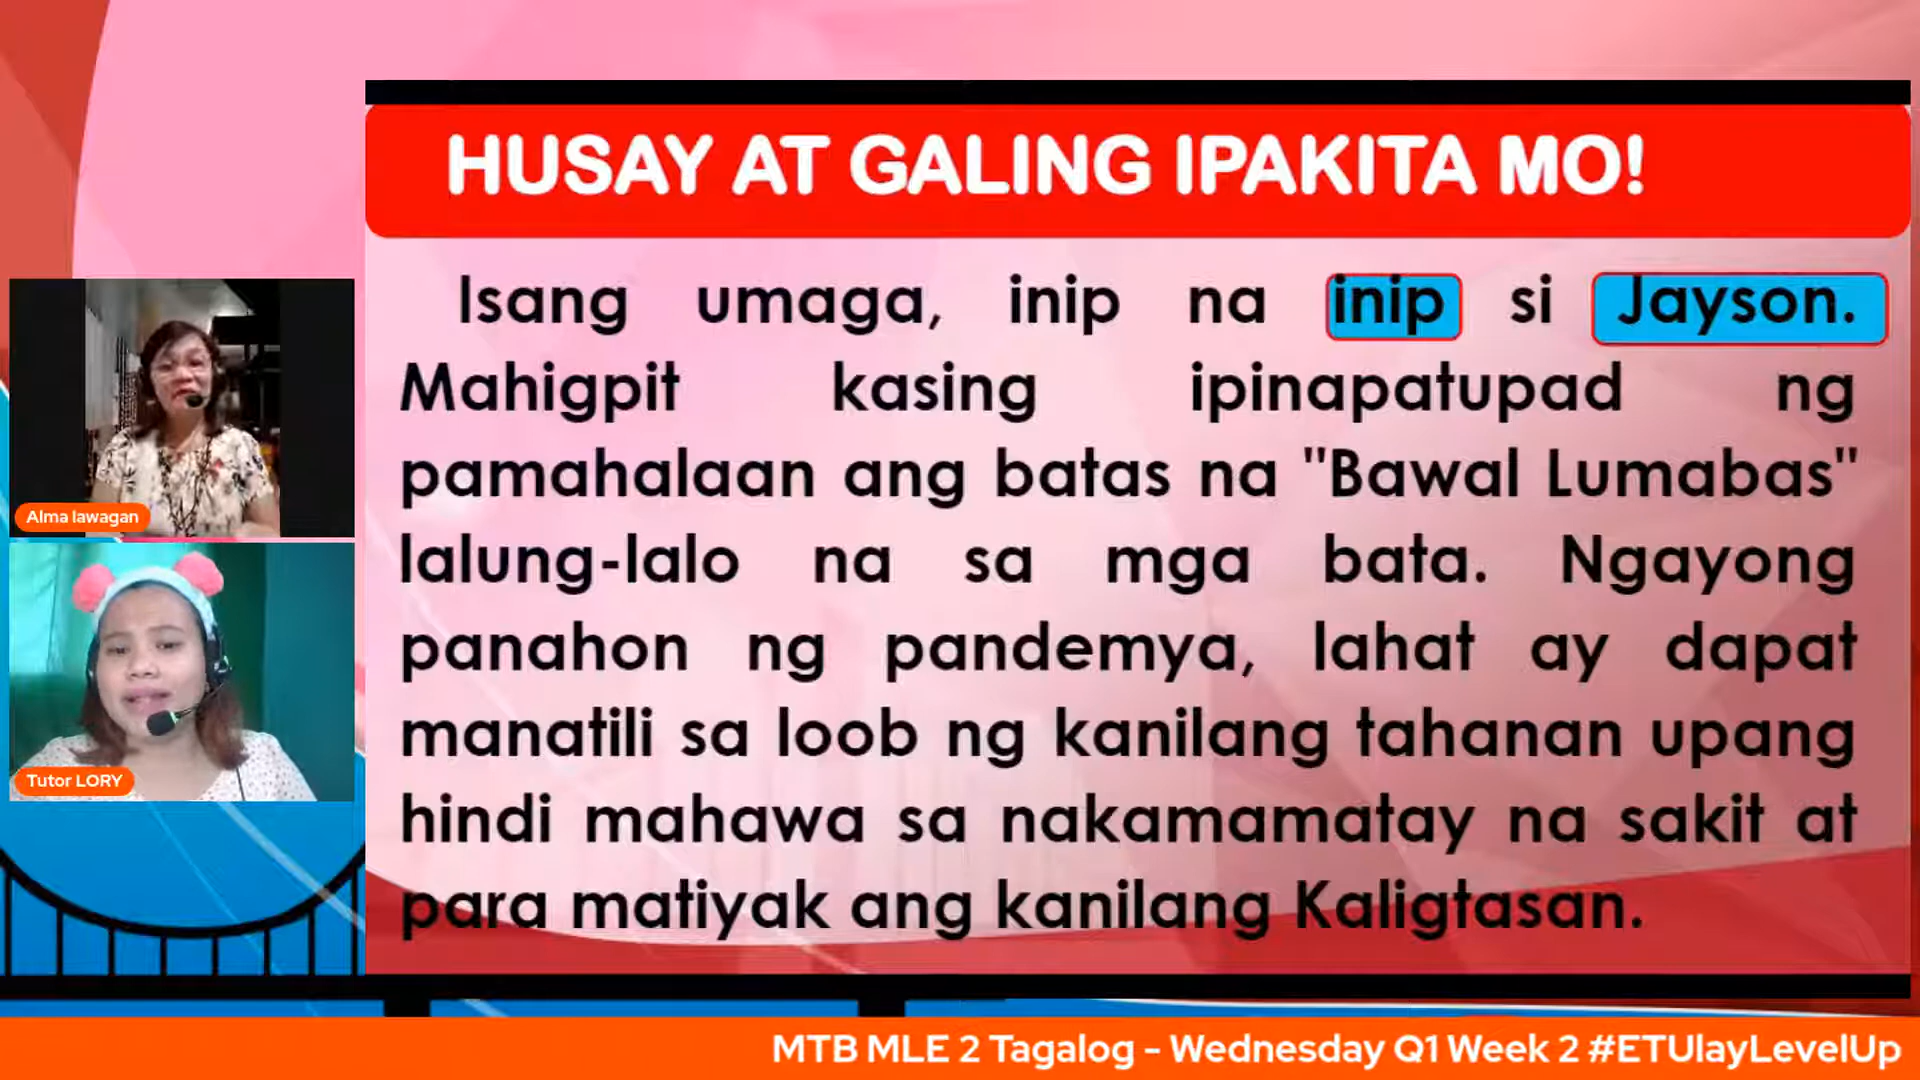 HUSAY AT GALING IPAKITA MO!
Isang umaga, inip na inip si Jayson.
Mahigpit kasing ipinapatupad ng
pamahalaan ang batas na "Bawal Lumabas"
lalung-lalo na sa mga bata. Ngayong
panahon ng pandemya, lahat ay dapat
manatili sa loob ng kanilang tahanan upang
hindi mahawa sa nakamamatay na sakit at
para matiyak ang kanilang Kaligtasan.
Alma lawagan
Tutor LORY
MTB MLE 2 Tagalog - Wednesday Q1 Week 2 #ETUlayLevelUp